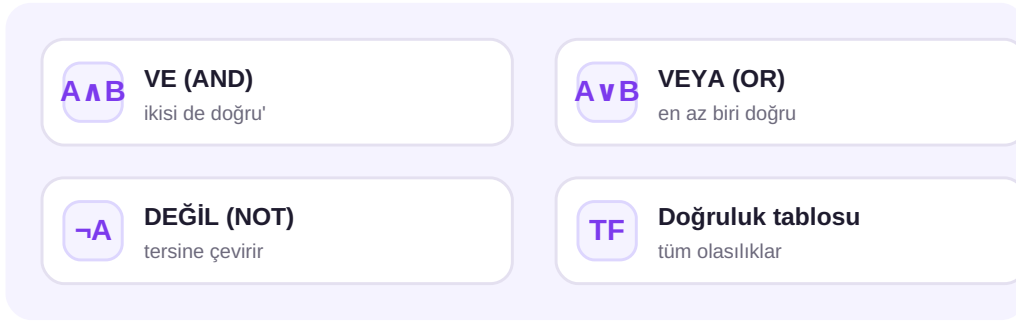 A∧B VE (AND)
ikisi de doğru'
A∨B VEYA (OR)
en az biri doğru
¬A DEĞİL (NOT)
tersine çevirir
TF Doğruluk tablosu
tüm olasılıklar